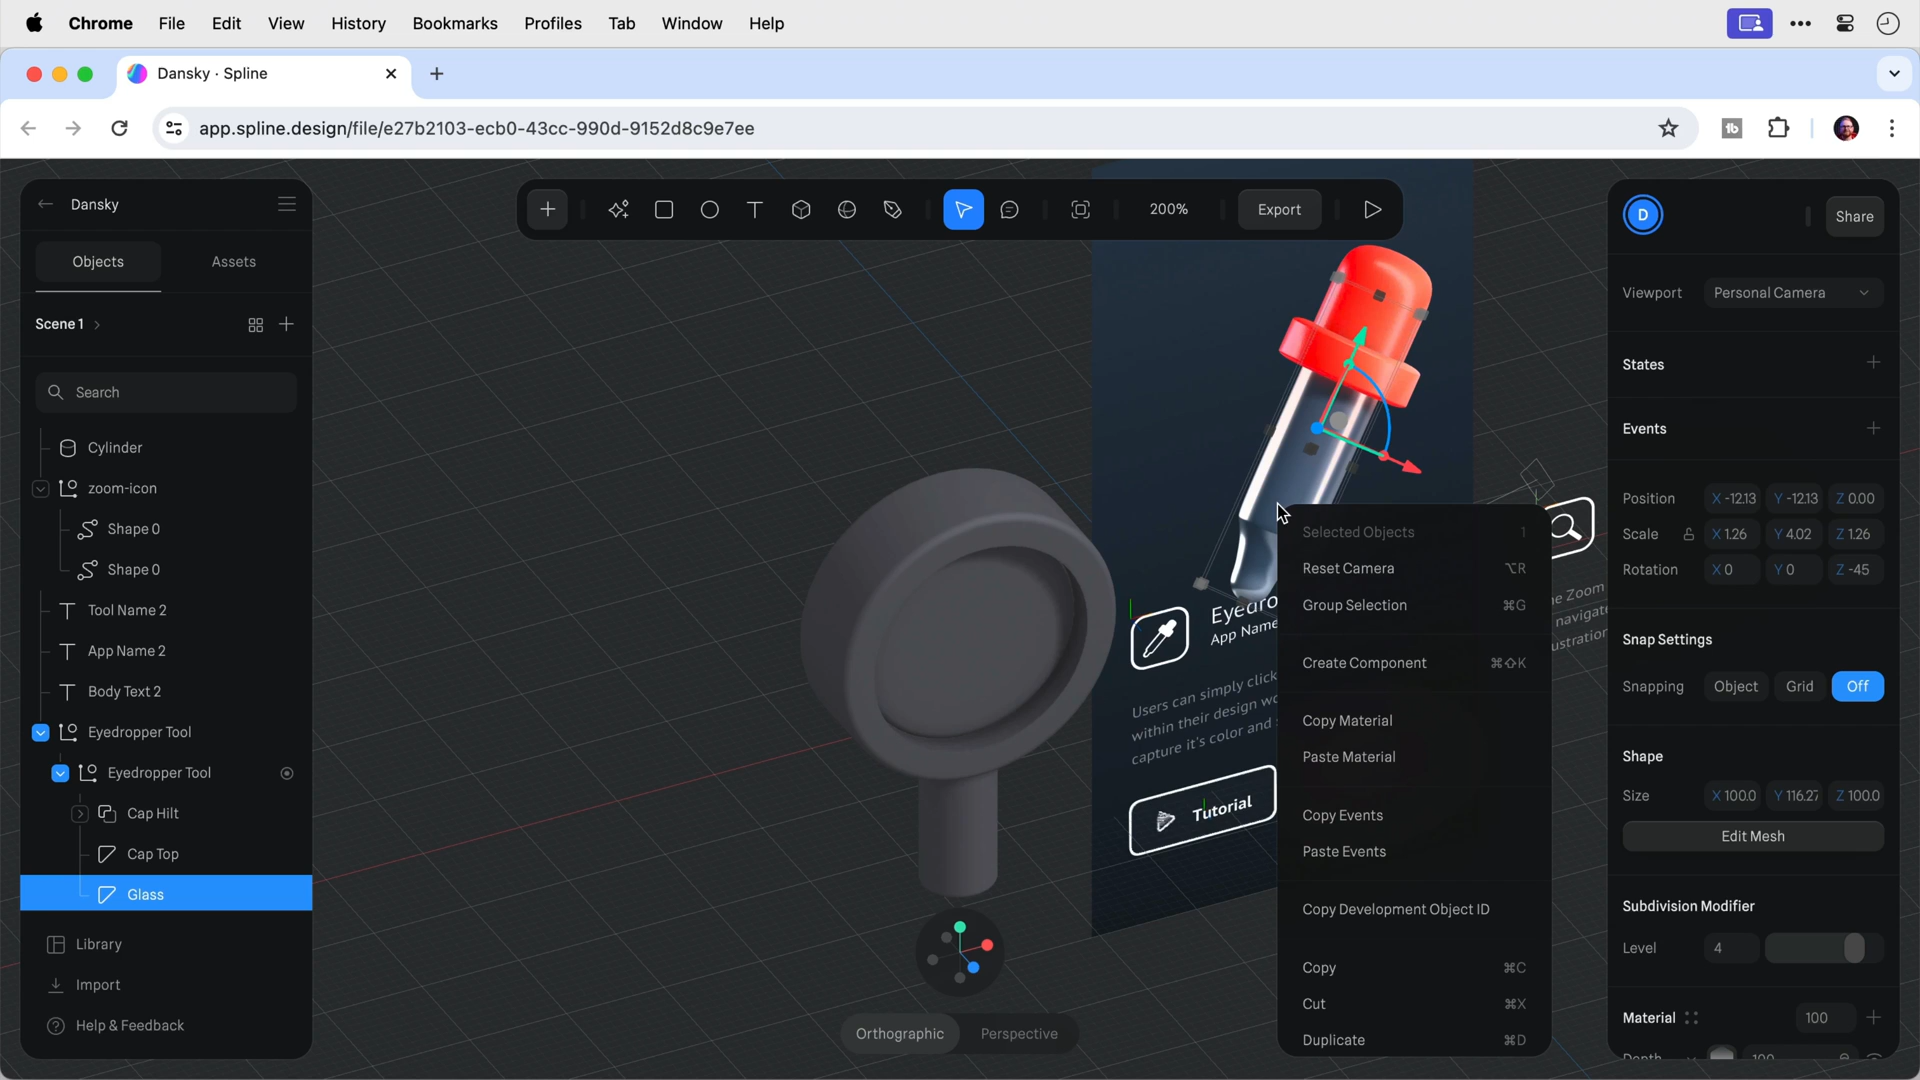 Chrome File Edit View History Bookmarks Profiles Tab Window Help
Dansky · Spline
app.spline.design/file/e27b2103-ecb0-43cc-990d-9152d8c9e7ee
Dansky
Objects Assets
Scene 1
Search
Cylinder
zoom-icon
Shape 0
Shape 0
Tool Name 2
App Name 2
Body Text 2
Eyedropper Tool
Eyedropper Tool
Cap Hilt
Cap Top
Glass
Library
Import
Help & Feedback
200%
Export
Eyedro
App Name
Users can simply click
within their design wo
capture it's color and
Tutorial
Orthographic Perspective
Selected Objects 1
Reset Camera ⌥R
Group Selection ⌘G
Create Component ⌘⇧K
Copy Material
Paste Material
Copy Events
Paste Events
Copy Development Object ID
Copy ⌘C
Cut ⌘X
Duplicate ⌘D
e Zoom
navigate
ustration
D
Share
Viewport Personal Camera
States
Events
Position X -12.13 Y -12.13 Z 0.00
Scale X 1.26 Y 4.02 Z 1.26
Rotation X 0 Y 0 Z -45
Snap Settings
Snapping Object Grid Off
Shape
Size X 100.0 Y 116.27 Z 100.0
Edit Mesh
Subdivision Modifier
Level 4
Material 100
Depth 100